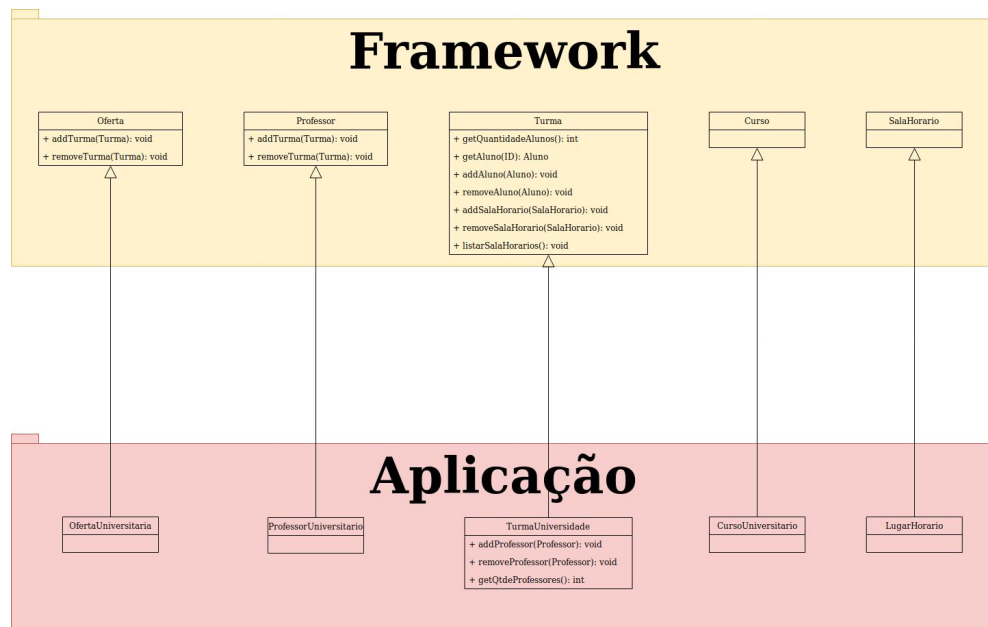 Framework
Oferta
+ addTurma(Turma): void
+ removeTurma(Turma): void
Professor
+ addTurma(Turma): void
+ removeTurma(Turma): void
Turma
+ getQuantidadeAlunos(): int
+ getAluno(ID): Aluno
+ addAluno(Aluno): void
+ removeAluno(Aluno): void
+ addSalaHorario(SalaHorario): void
+ removeSalaHorario(SalaHorario): void
+ listarSalaHorarios(): void
Curso
SalaHorario
Aplicação
OfertaUniversitaria
ProfessorUniversitario
TurmaUniversidade
+ addProfessor(Professor): void
+ removeProfessor(Professor): void
+ getQtdeProfessores(): int
CursoUniversitario
LugarHorario